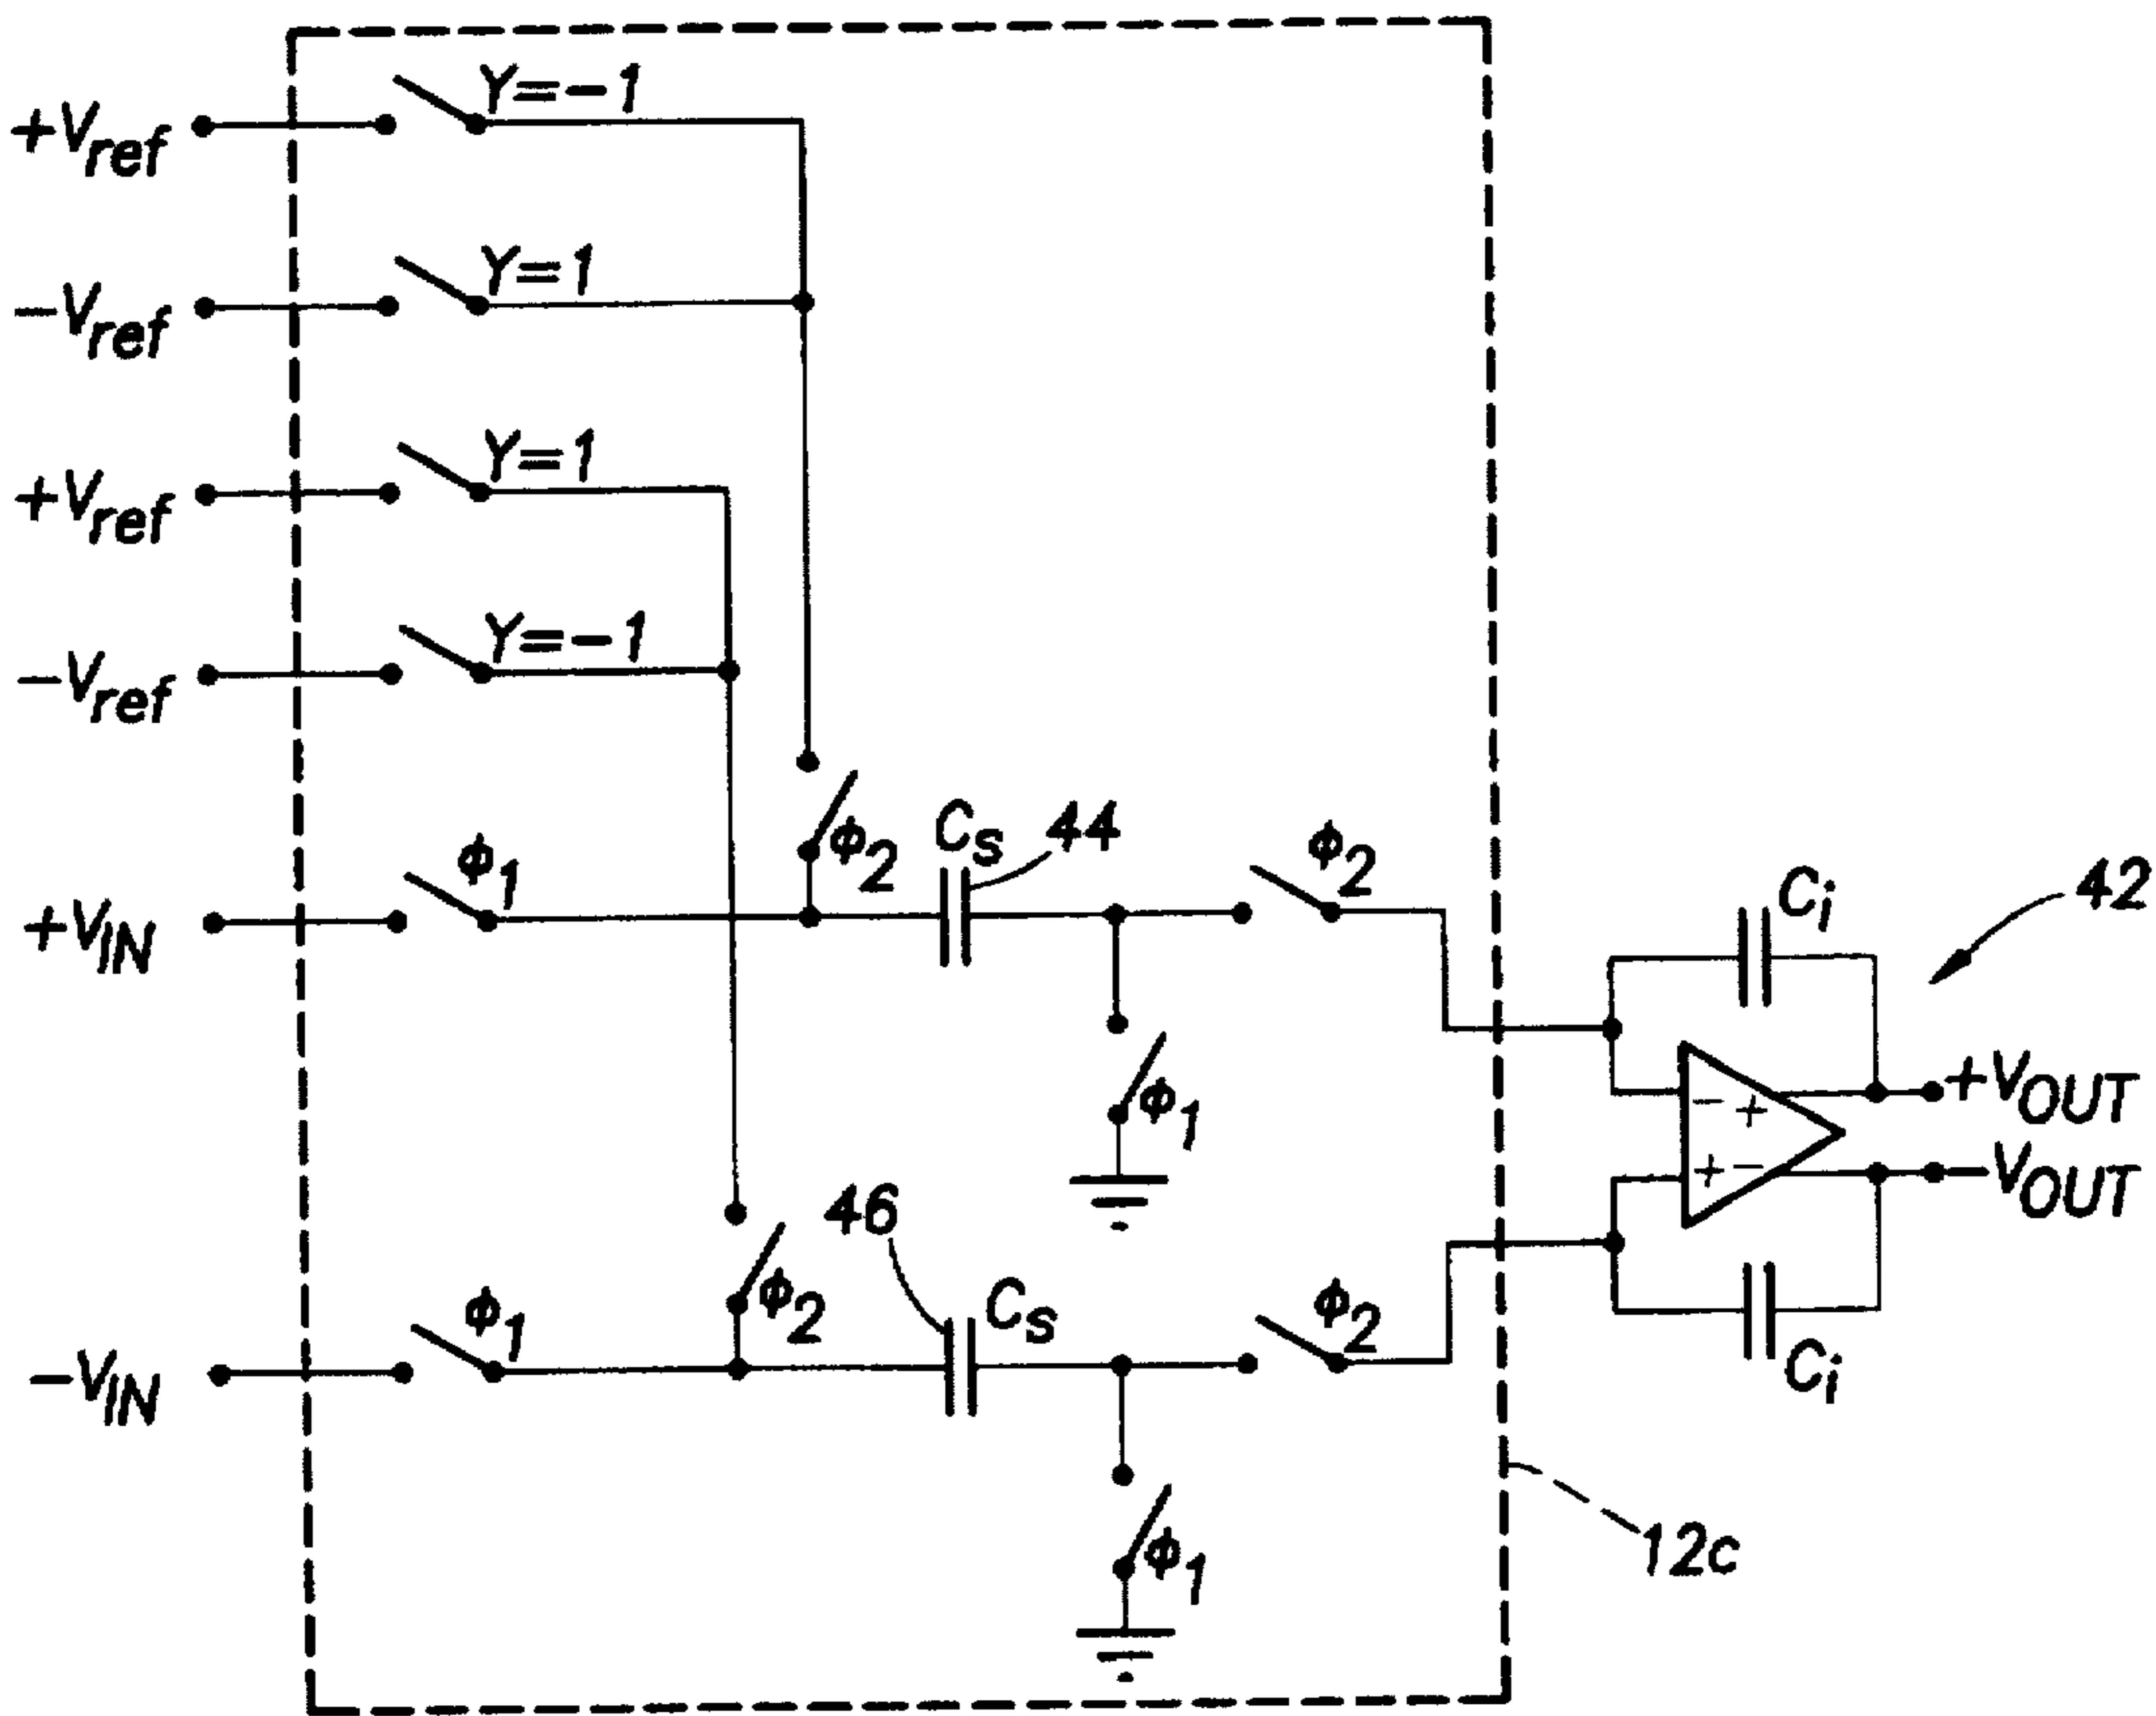 +Vref
Y=-1
-Vref
Y=1
+Vref
Y=1
-Vref
Y=-1
+VIN
ϕ1
ϕ2
Cs
44
ϕ2
Ci
42
ϕ1
- +
+ -
+VOUT
-VOUT
46
-VIN
ϕ1
ϕ2
Cs
ϕ2
Ci
ϕ1
12c